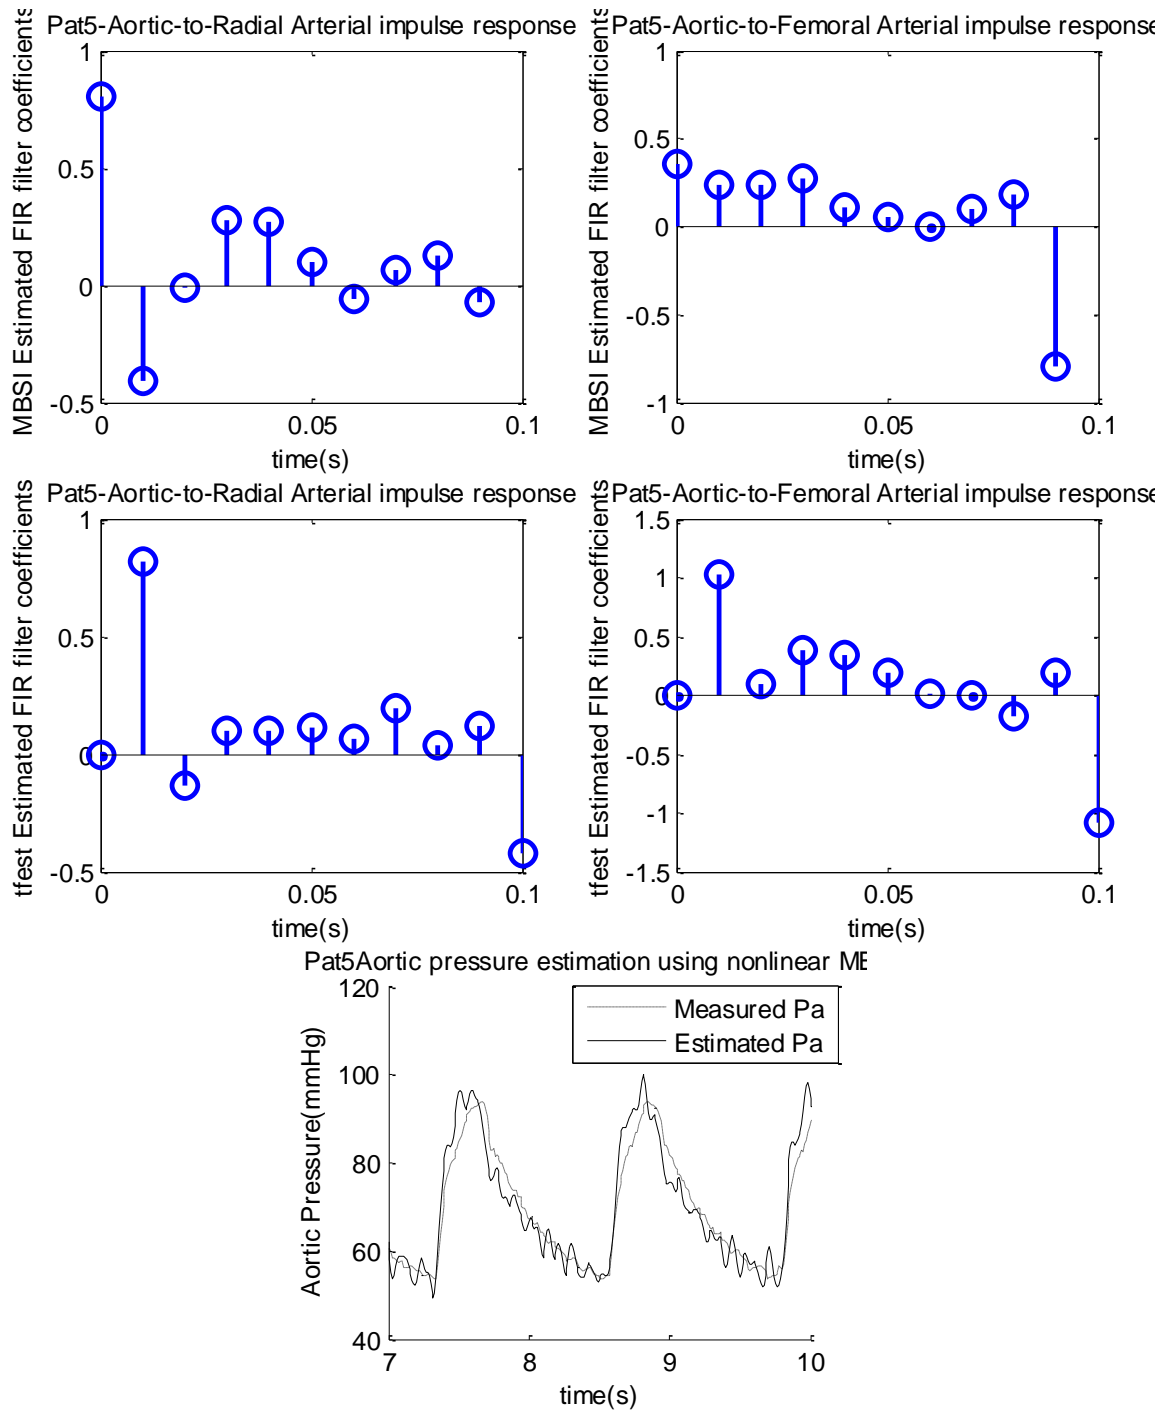 Pat5-Aortic-to-Radial Arterial impulse response
MBSI Estimated FIR filter coefficients
1
0.5
0
-0.5
0
0.05
0.1
time(s)
Pat5-Aortic-to-Femoral Arterial impulse response
MBSI Estimated FIR filter coefficients
1
0.5
0
-0.5
-1
0
0.05
0.1
time(s)
Pat5-Aortic-to-Radial Arterial impulse response
tfest Estimated FIR filter coefficients
1
0.5
0
-0.5
0
0.05
0.1
time(s)
Pat5-Aortic-to-Femoral Arterial impulse response
tfest Estimated FIR filter coefficients
1.5
1
0.5
0
-0.5
-1
-1.5
0
0.05
0.1
time(s)
Pat5Aortic pressure estimation using nonlinear
Aortic Pressure(mmHg)
120
100
80
60
40
Measured Pa
Estimated Pa
7
8
9
10
time(s)